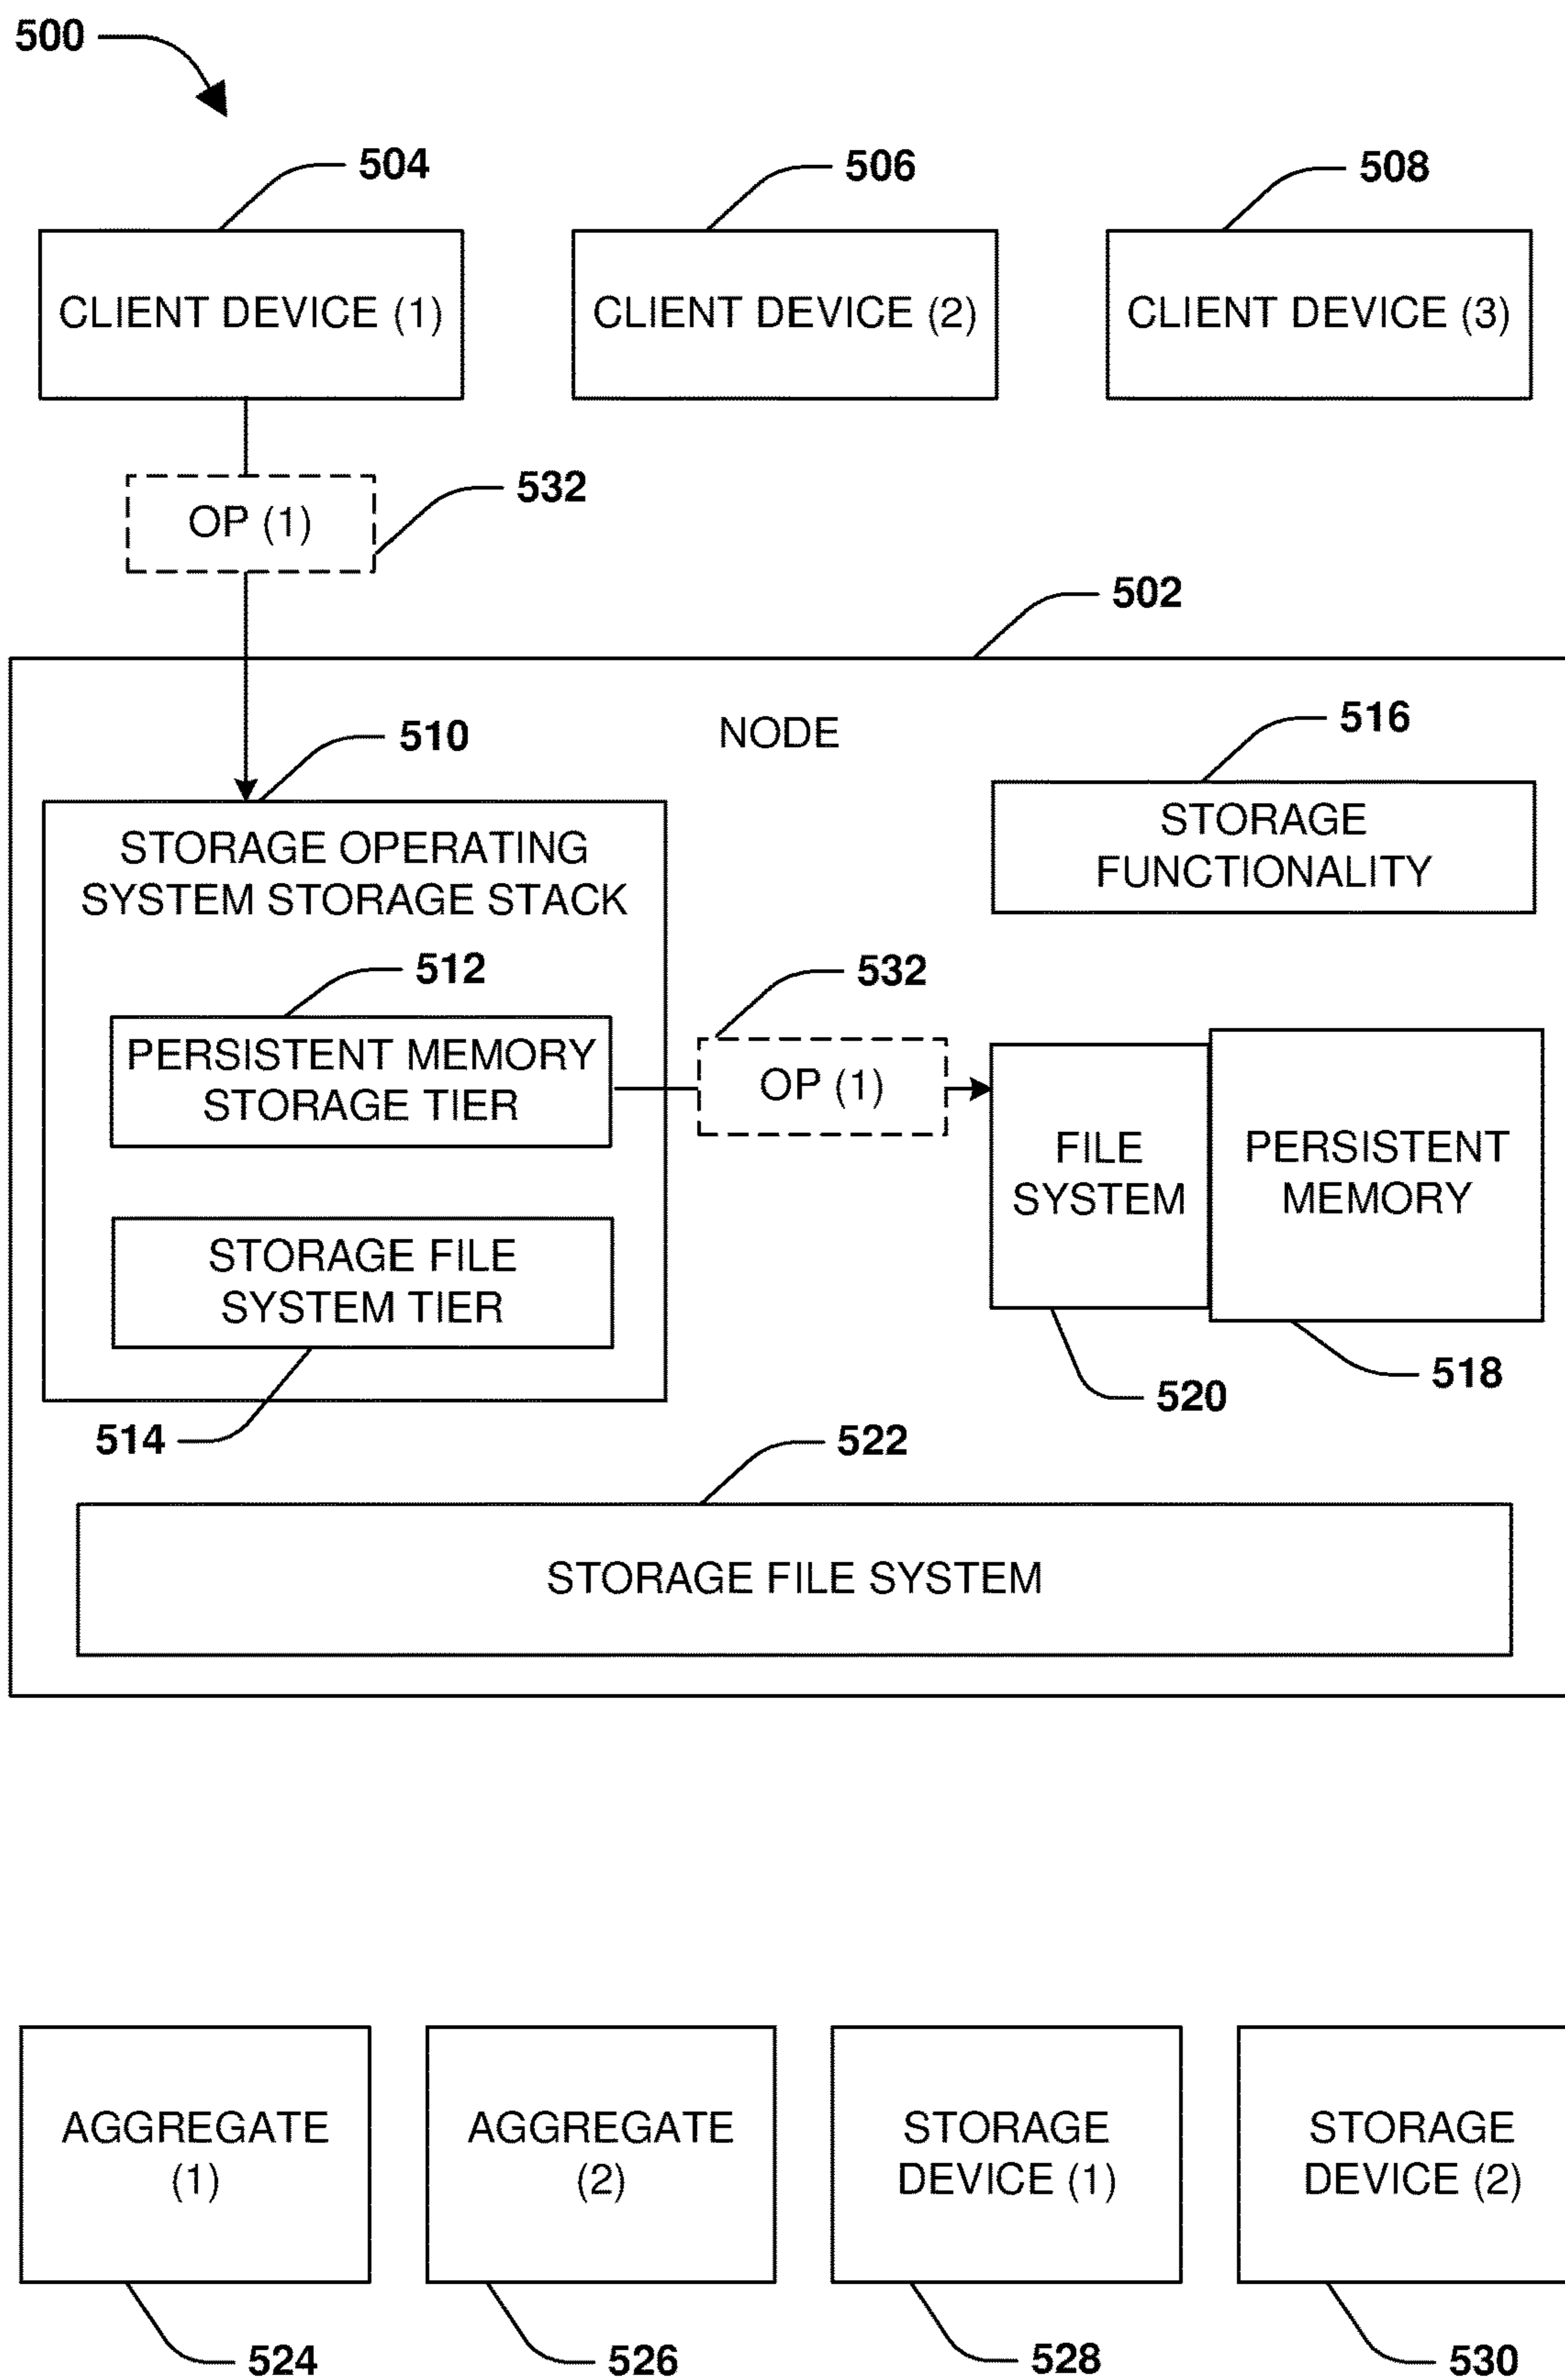 500
504
506
508
CLIENT DEVICE (1)
CLIENT DEVICE (2)
CLIENT DEVICE (3)
532
OP (1)
502
NODE
516
510
STORAGE
FUNCTIONALITY
STORAGE OPERATING
SYSTEM STORAGE STACK
512
532
PERSISTENT MEMORY
STORAGE TIER
OP (1)
FILE
SYSTEM
PERSISTENT
MEMORY
STORAGE FILE
SYSTEM TIER
518
520
514
522
STORAGE FILE SYSTEM
AGGREGATE
(1)
AGGREGATE
(2)
STORAGE
DEVICE (1)
STORAGE
DEVICE (2)
524
526
528
530